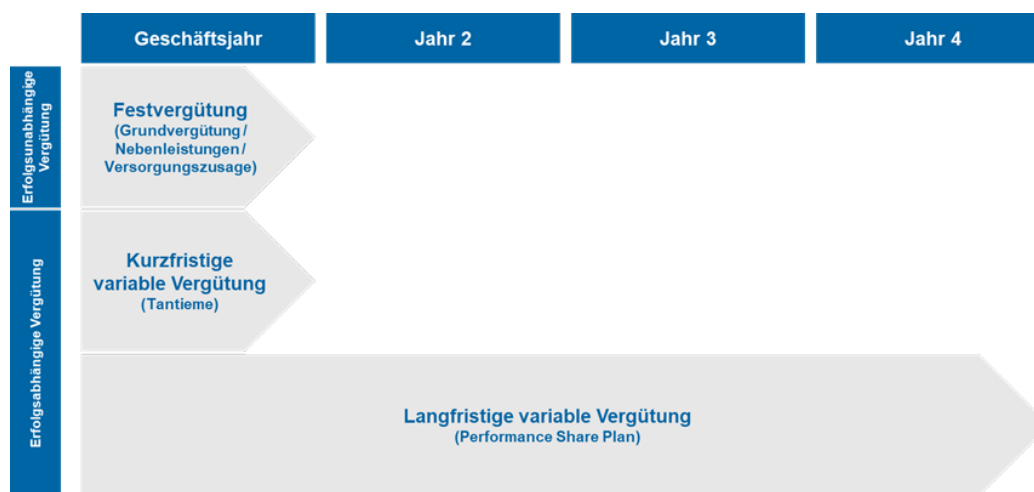 Geschäftsjahr
Jahr 2
Jahr 3
Jahr 4
Erfolgsunabhängige
Vergütung
Festvergütung
(Grundvergütung /
Nebenleistungen /
Versorgungszusage)
Erfolgsabhängige Vergütung
Kurzfristige
variable Vergütung
(Tantieme)
Langfristige variable Vergütung
(Performance Share Plan)